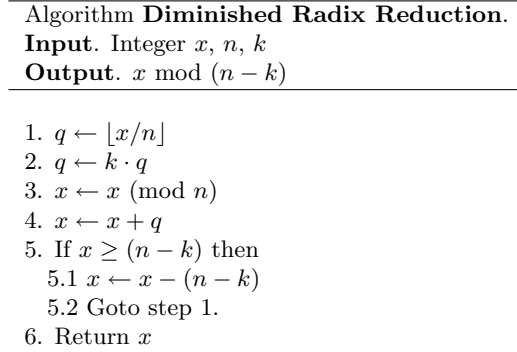 Algorithm Diminished Radix Reduction.
Input. Integer x, n, k
Output. x mod (n − k)
1. q ← ⌊x/n⌋
2. q ← k · q
3. x ← x (mod n)
4. x ← x + q
5. If x ≥ (n − k) then
5.1 x ← x − (n − k)
5.2 Goto step 1.
6. Return x